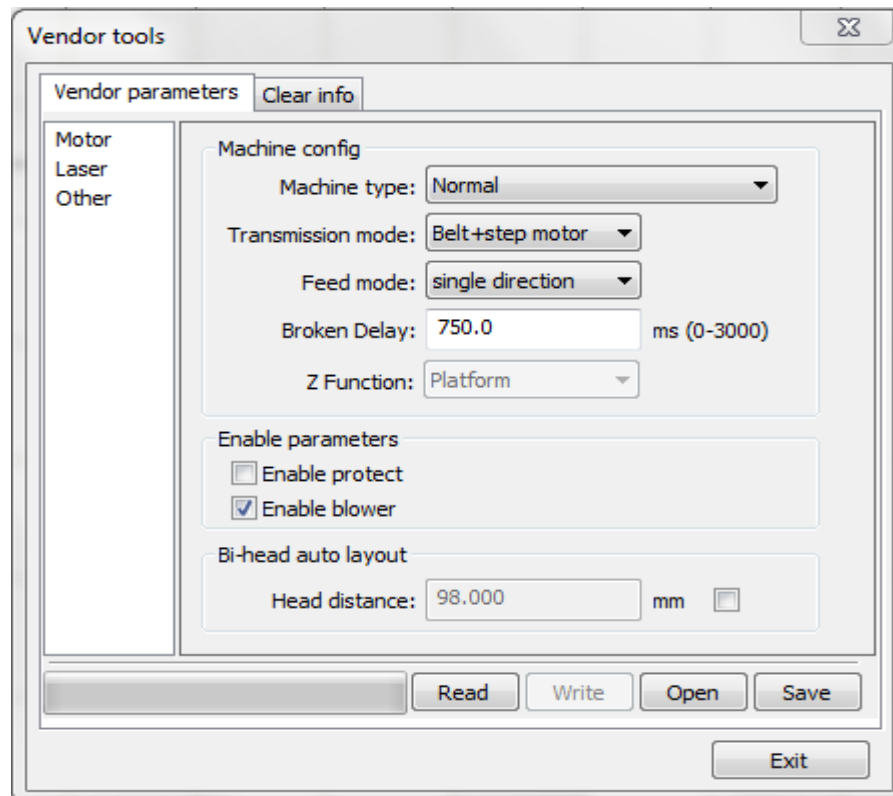 Vendor tools
Vendor parameters Clear info
Motor
Laser
Other
Machine config
Machine type: Normal
Transmission mode: Belt+step motor
Feed mode: single direction
Broken Delay: 750.0 ms (0-3000)
Z Function: Platform
Enable parameters
Enable protect
Enable blower
Bi-head auto layout
Head distance: 98.000 mm
Read Write Open Save
Exit